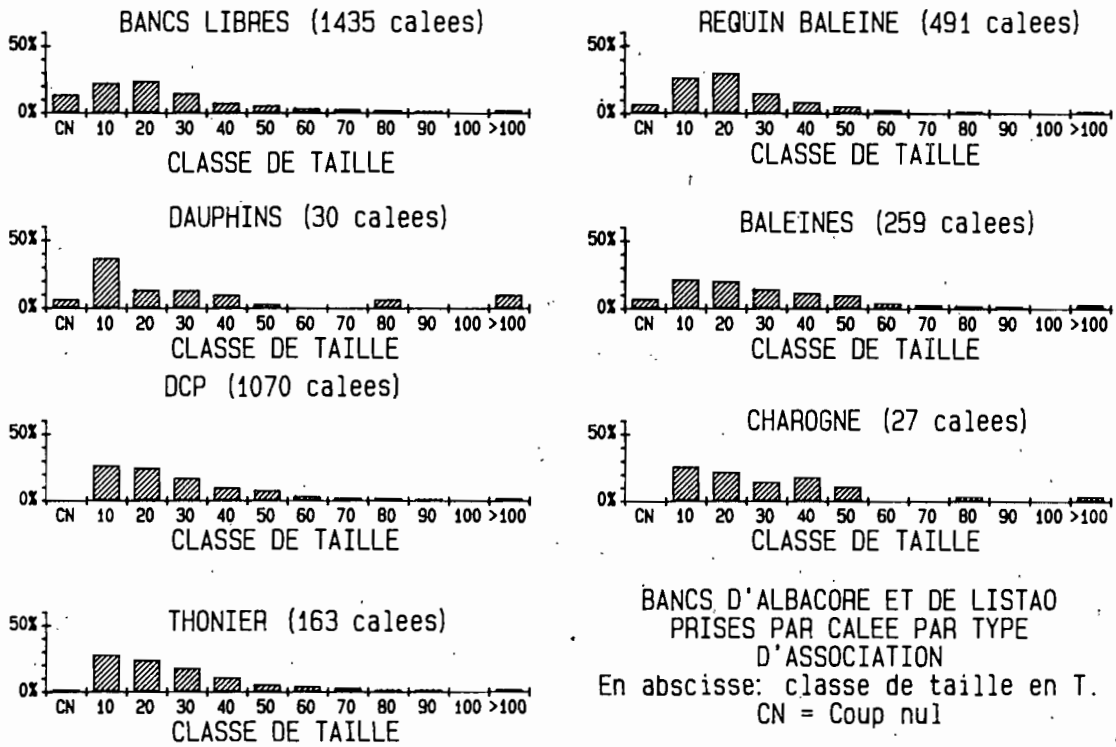 BANCS LIBRES (1435 calees)
50%
0%
CN 10 20 30 40 50 60 70 80 90 100 >100
CLASSE DE TAILLE
REQUIN BALEINE (491 calees)
50%
0%
CN 10 20 30 40 50 60 70 80 90 100 >100
CLASSE DE TAILLE
DAUPHINS (30 calees)
50%
0%
CN 10 20 30 40 50 60 70 80 90 100 >100
CLASSE DE TAILLE
BALEINES (259 calees)
50%
0%
CN 10 20 30 40 50 60 70 80 90 100 >100
CLASSE DE TAILLE
DCP (1070 calees)
50%
0%
CN 10 20 30 40 50 60 70 80 90 100 >100
CLASSE DE TAILLE
CHAROGNE (27 calees)
50%
0%
CN 10 20 30 40 50 60 70 80 90 100 >100
CLASSE DE TAILLE
THONIER (163 calees)
50%
0%
CN 10 20 30 40 50 60 70 80 90 100 >100
CLASSE DE TAILLE
BANCS D'ALBACORE ET DE LISTAO
PRISES PAR CALEE PAR TYPE
D'ASSOCIATION
En abscisse: classe de taille en T.
CN = Coup nul